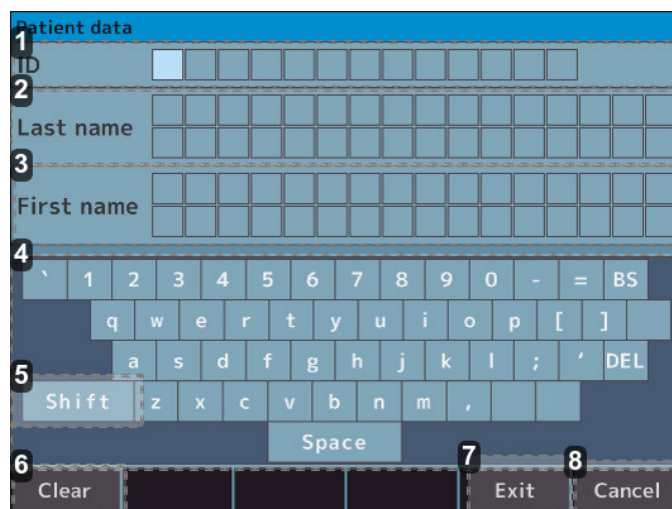 Patient data
1
ID
2
Last name
3
First name
4
` 1 2 3 4 5 6 7 8 9 0 - = BS
q w e r t y u i o p [ ]
a s d f g h j k l ; ‘ DEL
5
Shift z x c v b n m ,
Space
6 7 8
Clear Exit Cancel